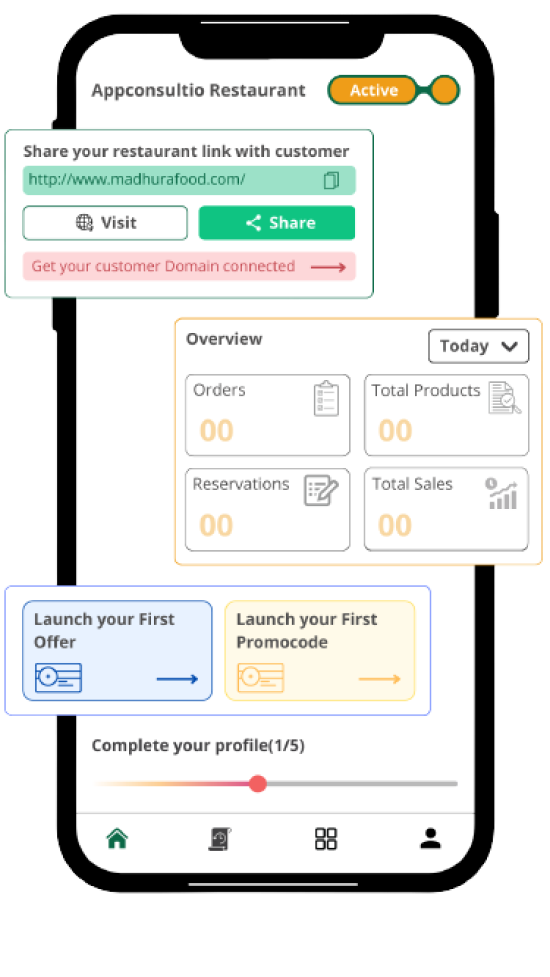 Appconsultio Restaurant
Active
Share your restaurant link with customer
http://www.madhurafood.com/
Visit
Share
Get your customer Domain connected
Overview
Today
Orders
00
Total Products
00
Reservations
00
Total Sales
00
Launch your First
Offer
Launch your First
Promocode
Complete your profile(1/5)